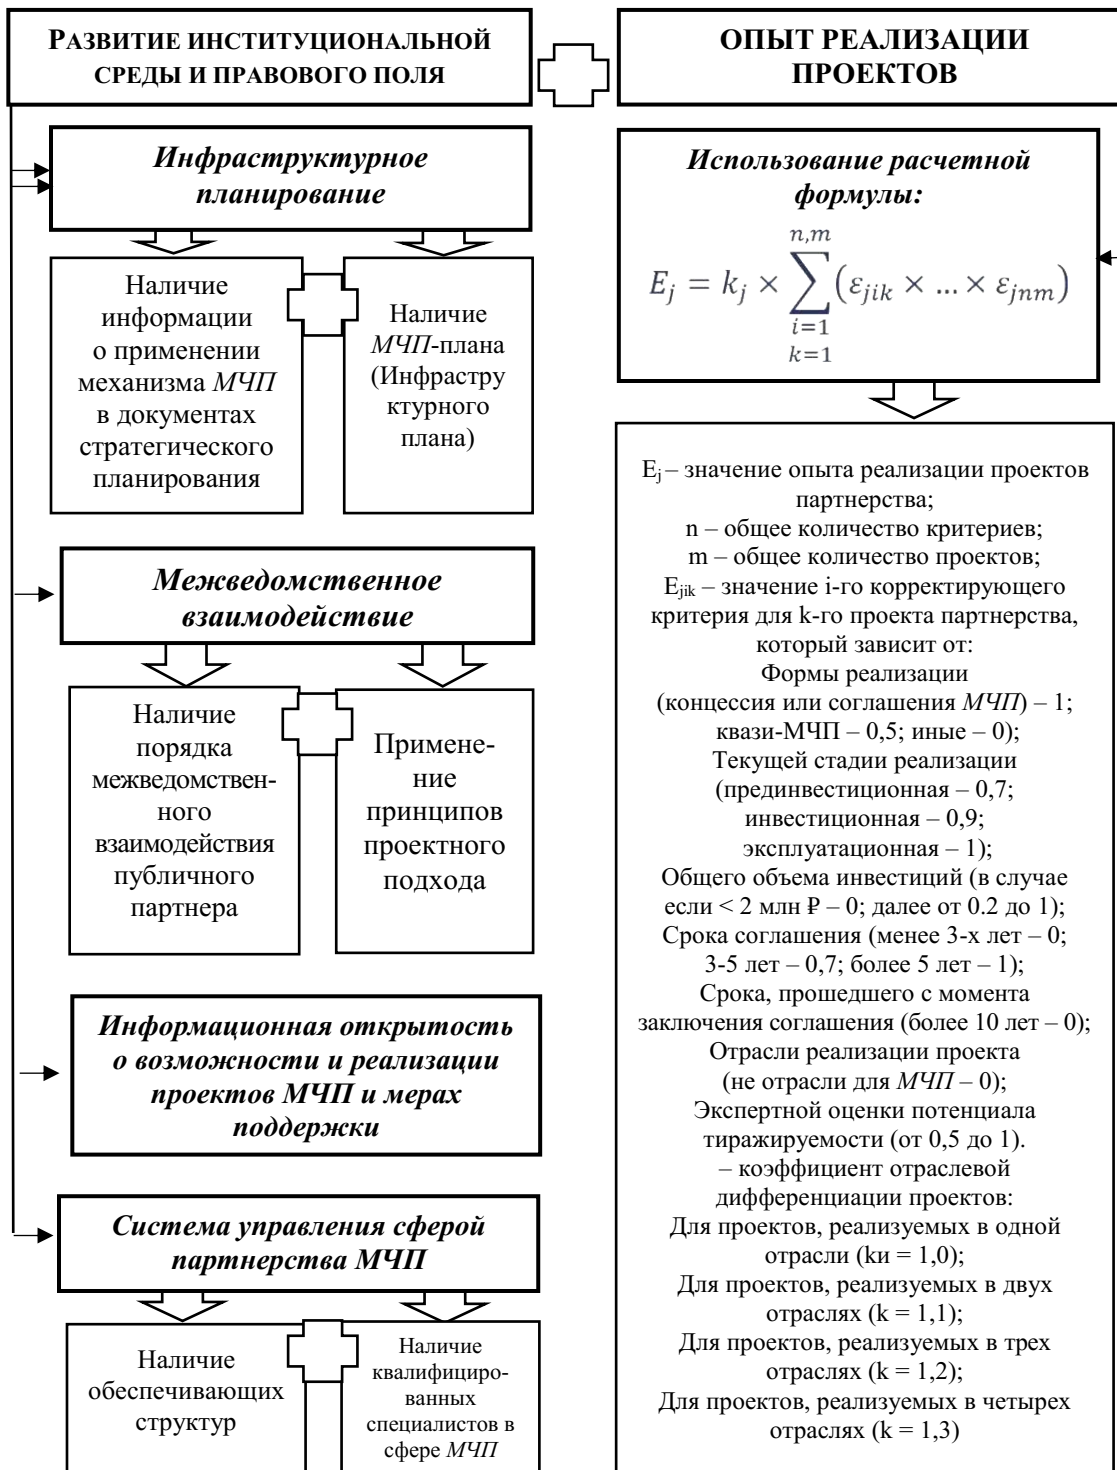 РАЗВИТИЕ ИНСТИТУЦИОНАЛЬНОЙ
СРЕДЫ И ПРАВОВОГО ПОЛЯ
ОПЫТ РЕАЛИЗАЦИИ
ПРОЕКТОВ
Инфраструктурное
планирование
Наличие
информации
о применении
механизма МЧП
в документах
стратегического
планирования
Наличие
МЧП-плана
(Инфрастру
ктурного
плана)
Межведомственное
взаимодействие
Наличие
порядка
межведомствен-
ного
взаимодействия
публичного
партнера
Примене-
ние
принципов
проектного
подхода
Информационная открытость
о возможности и реализации
проектов МЧП и мерах
поддержки
Система управления сферой
партнерства МЧП
Наличие
обеспечивающих
структур
Наличие
квалифициро-
ванных
специалистов в
сфере МЧП
Использование расчетной
формулы:
n,m
E_j = k_j × ∑(ε_jik × … × ε_jnm)
i=1
k=1
E_j – значение опыта реализации проектов
партнерства;
n – общее количество критериев;
m – общее количество проектов;
E_jik – значение i-го корректирующего
критерия для k-го проекта партнерства,
который зависит от:
Формы реализации
(концессия или соглашения МЧП) – 1;
квази-МЧП – 0,5; иные – 0);
Текущей стадии реализации
(прединвестиционная – 0,7;
инвестиционная – 0,9;
эксплуатационная – 1);
Общего объема инвестиций (в случае
если < 2 млн ₽ – 0; далее от 0.2 до 1);
Срока соглашения (менее 3-х лет – 0;
3-5 лет – 0,7; более 5 лет – 1);
Срока, прошедшего с момента
заключения соглашения (более 10 лет – 0);
Отрасли реализации проекта
(не отрасли для МЧП – 0);
Экспертной оценки потенциала
тиражируемости (от 0,5 до 1).
– коэффициент отраслевой
дифференциации проектов:
Для проектов, реализуемых в одной
отрасли (kи = 1,0);
Для проектов, реализуемых в двух
отраслях (k = 1,1);
Для проектов, реализуемых в трех
отраслях (k = 1,2);
Для проектов, реализуемых в четырех
отраслях (k = 1,3)